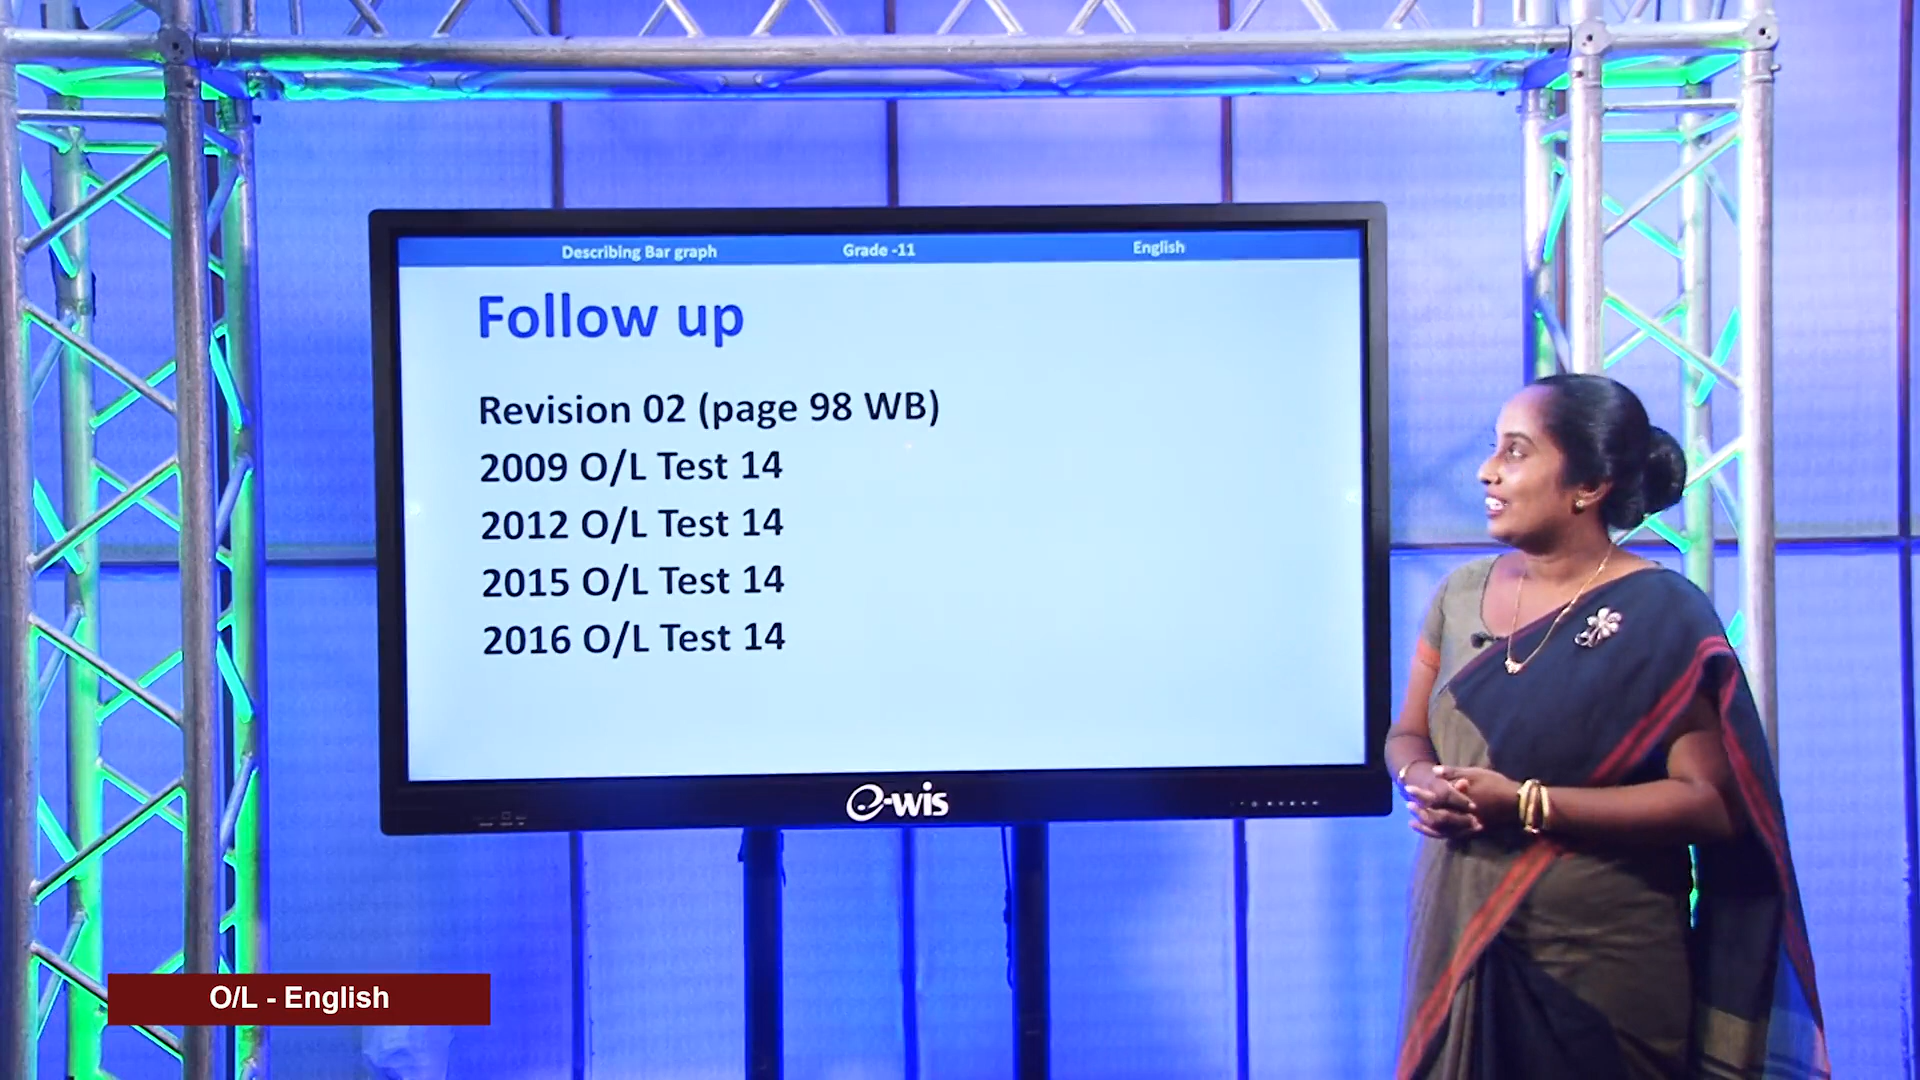 Describing Bar graph Grade -11 English
Follow up
Revision 02 (page 98 WB)
2009 O/L Test 14
2012 O/L Test 14
2015 O/L Test 14
2016 O/L Test 14
e-wis
O/L - English